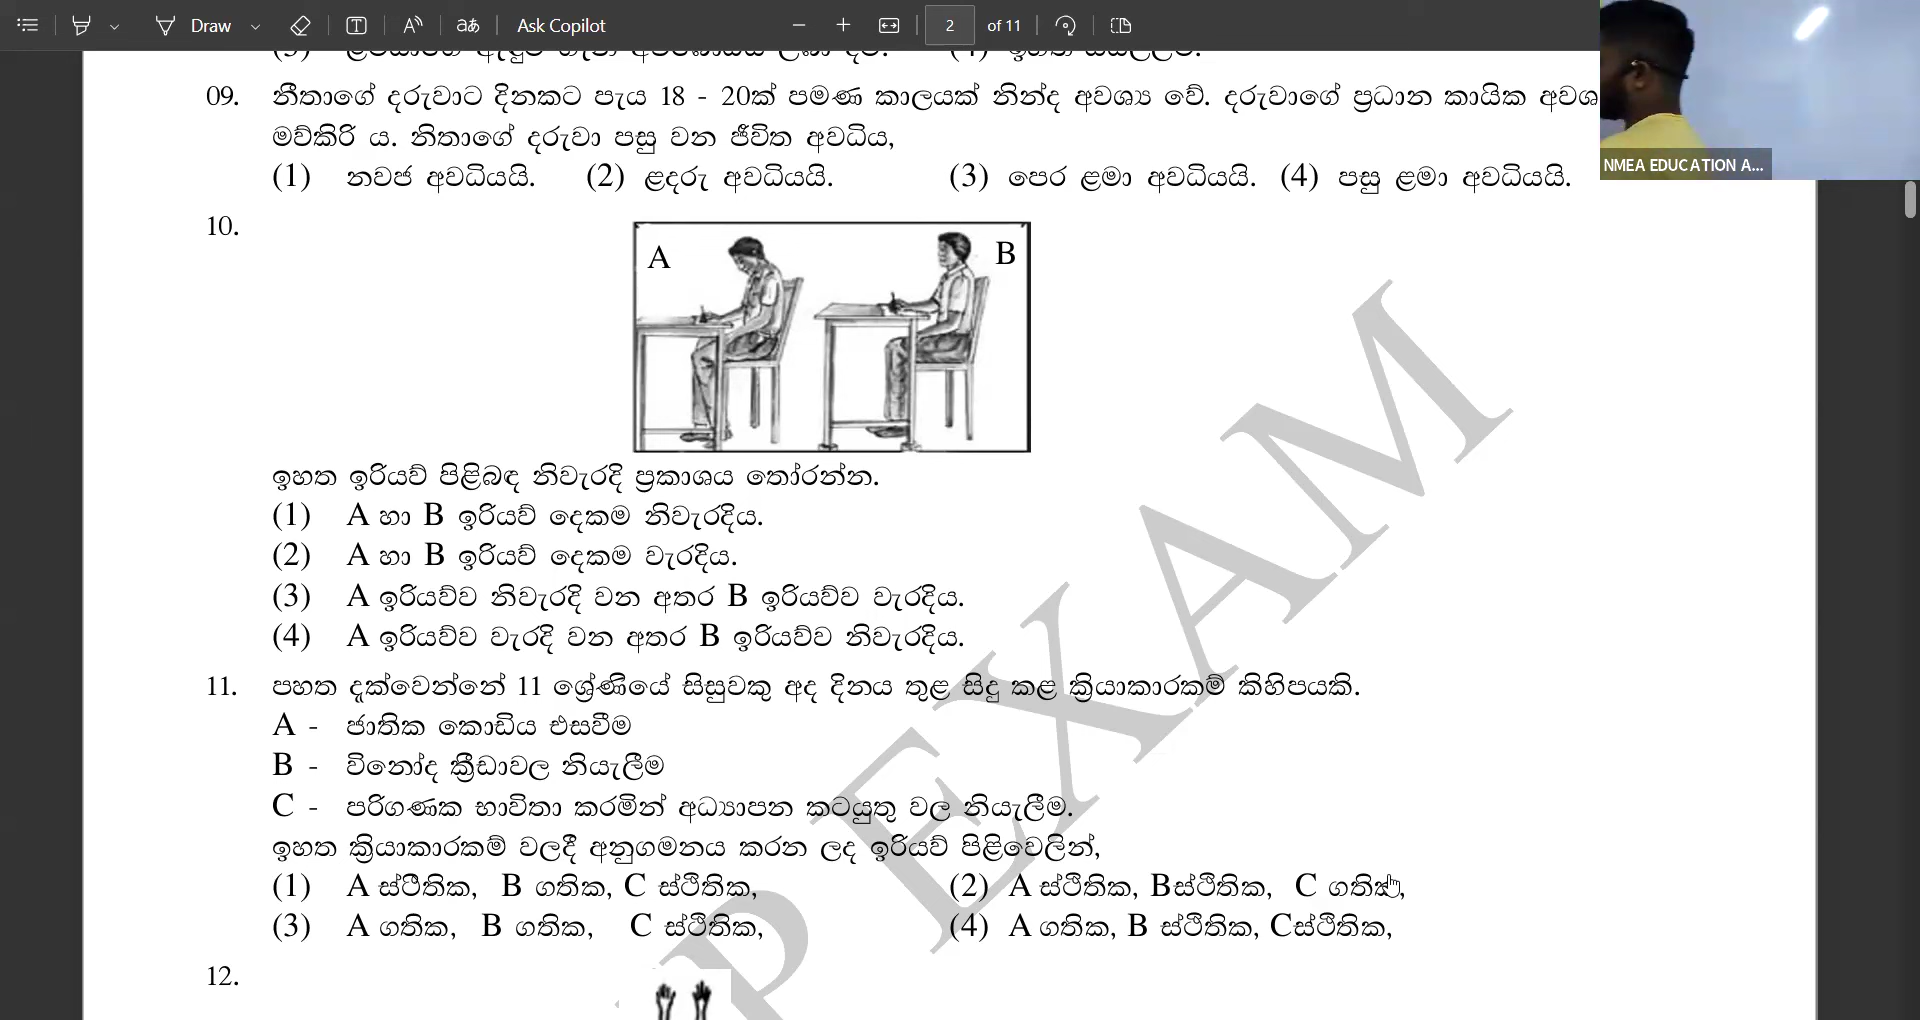 Draw
Ask Copilot
2 of 11
NMEA EDUCATION A...
09. නීතාගේ දරුවාට දිනකට පැය 18 - 20ක් පමණ කාලයක් නින්ද අවශ්‍ය වේ. දරුවාගේ ප්‍රධාන කායික
මව්කිරි ය. නිතාගේ දරුවා පසු වන ජීවිත අවධිය,
(1) නවජ අවධියයි. (2) ළදරු අවධියයි. (3) පෙර ළමා අවධියයි. (4) පසු ළමා අවධියයි.
10.
A B
ඉහත ඉරියව් පිළිබඳ නිවැරදි ප්‍රකාශය තෝරන්න.
(1) A හා B ඉරියව් දෙකම නිවැරදිය.
(2) A හා B ඉරියව් දෙකම වැරදිය.
(3) A ඉරියව්ව නිවැරදි වන අතර B ඉරියව්ව වැරදිය.
(4) A ඉරියව්ව වැරදි වන අතර B ඉරියව්ව නිවැරදිය.
11. පහත දැක්වෙන්නේ 11 ශ්‍රේණියේ සිසුවකු අද දිනය තුළ සිදු කළ ක්‍රියාකාරකම් කිහිපයකි.
A - ජාතික කොඩිය එසවීම
B - විනෝද ක්‍රීඩාවල නියැලීම
C - පරිගණක භාවිතා කරමින් අධ්‍යාපන කටයුතු වල නියැලීම.
ඉහත ක්‍රියාකාරකම් වලදී අනුගමනය කරන ලද ඉරියව් පිළිවෙලින්,
(1) A ස්ථීතික, B ගතික, C ස්ථිතික, (2) A ස්ථිතික, Bස්ථිතික, C ගතික,
(3) A ගතික, B ගතික, C ස්ථිතික, (4) A ගතික, B ස්ථිතික, Cස්ථිතික,
12.
P EXAM